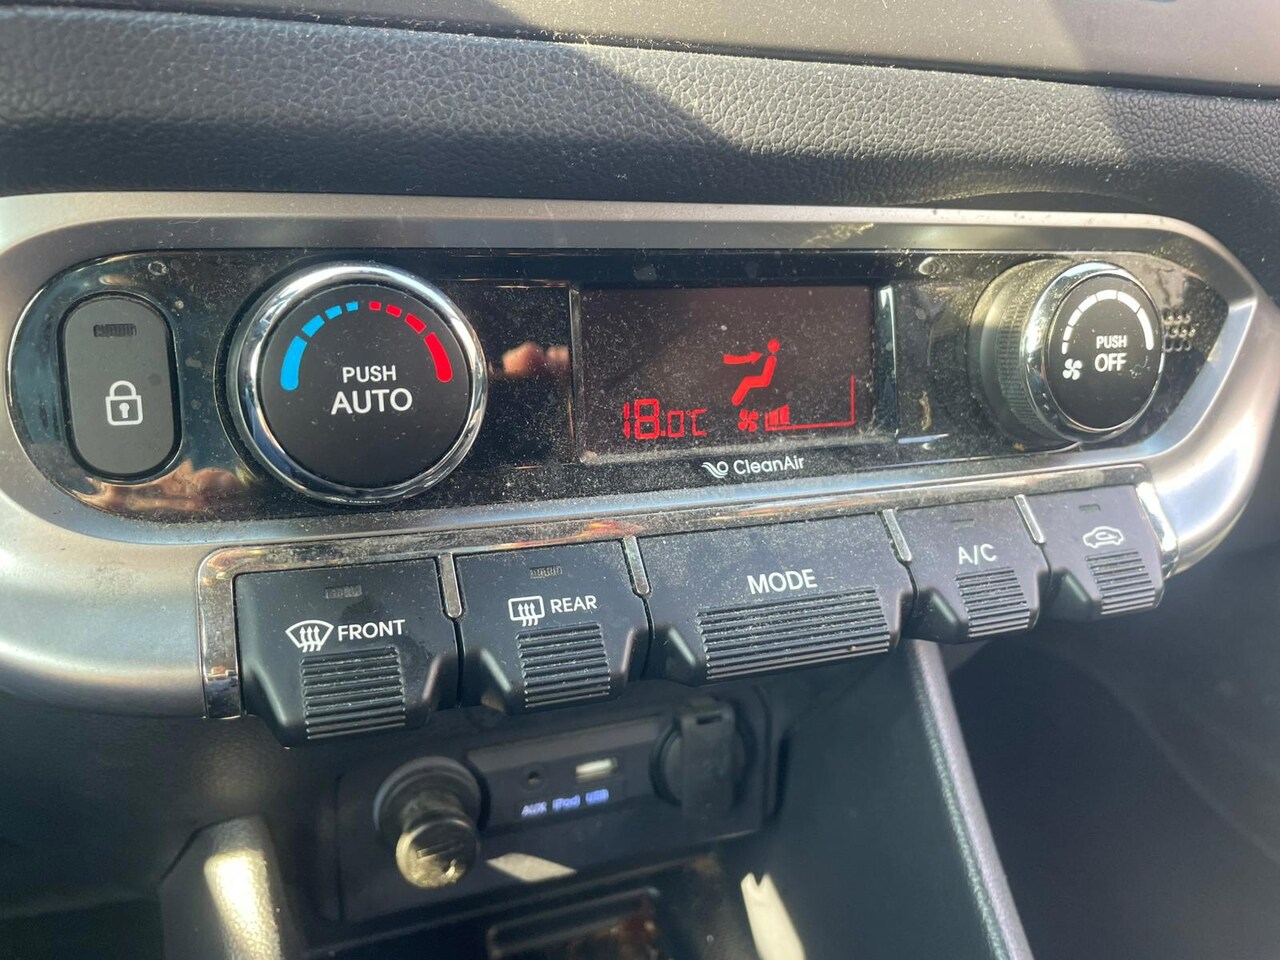 PUSH
AUTO
18.0°C
CleanAir
PUSH
OFF
FRONT
REAR
MODE
A/C
AUX iPod USB